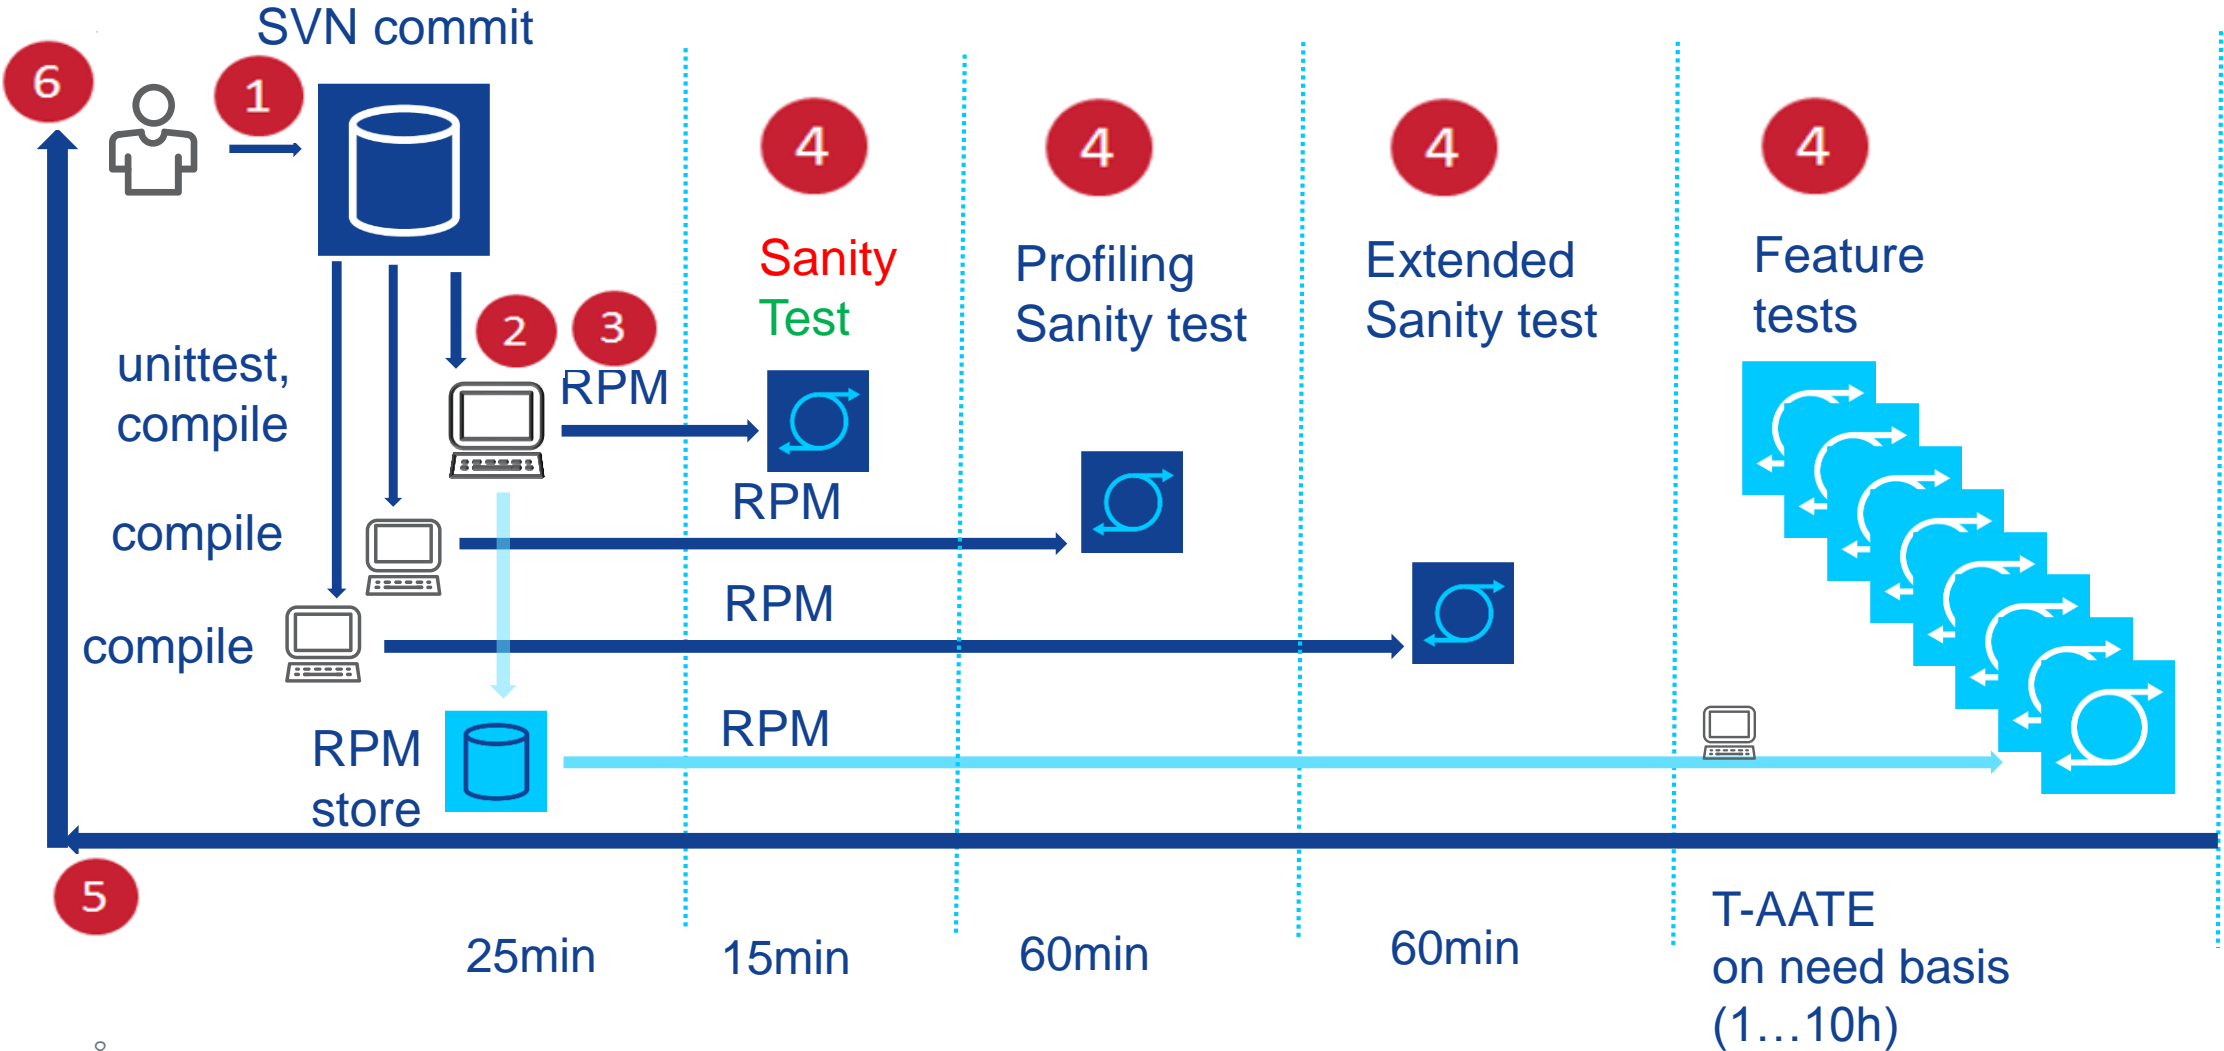 SVN commit
6
1
4
4
4
4
Sanity
Test
Profiling
Sanity test
Extended
Sanity test
Feature
tests
2
3
unittest,
compile
RPM
RPM
compile
RPM
compile
RPM
store
RPM
5
25min
15min
60min
60min
T-AATE
on need basis
(1...10h)